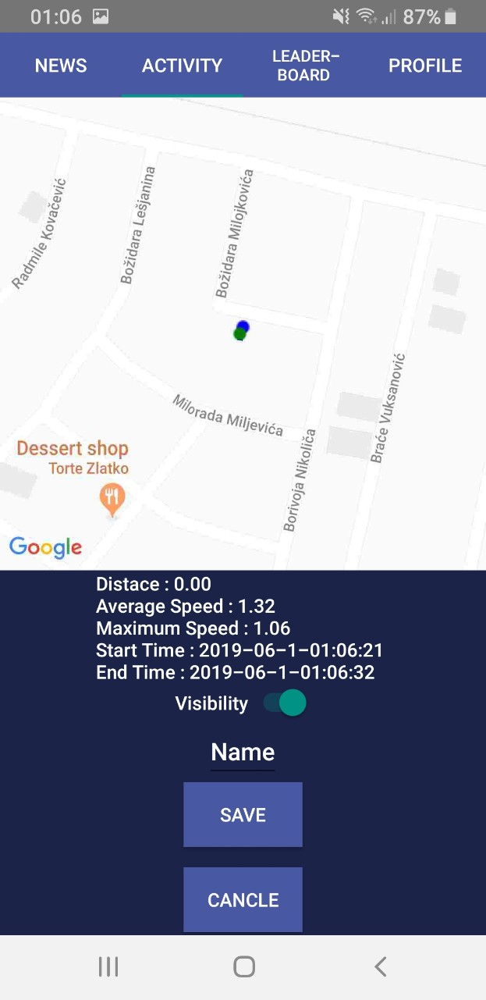 01:06
87%
NEWS
ACTIVITY
LEADER-
BOARD
PROFILE
Radmile Kovačević
Božidara Lešjanina
Božidara Milojkovića
Milorada Miljevića
Borivoja Nikoliča
Braće Vuksanović
Dessert shop
Torte Zlatko
Google
Distace : 0.00
Average Speed : 1.32
Maximum Speed : 1.06
Start Time : 2019-06-1-01:06:21
End Time : 2019-06-1-01:06:32
Visibility
Name
SAVE
CANCLE